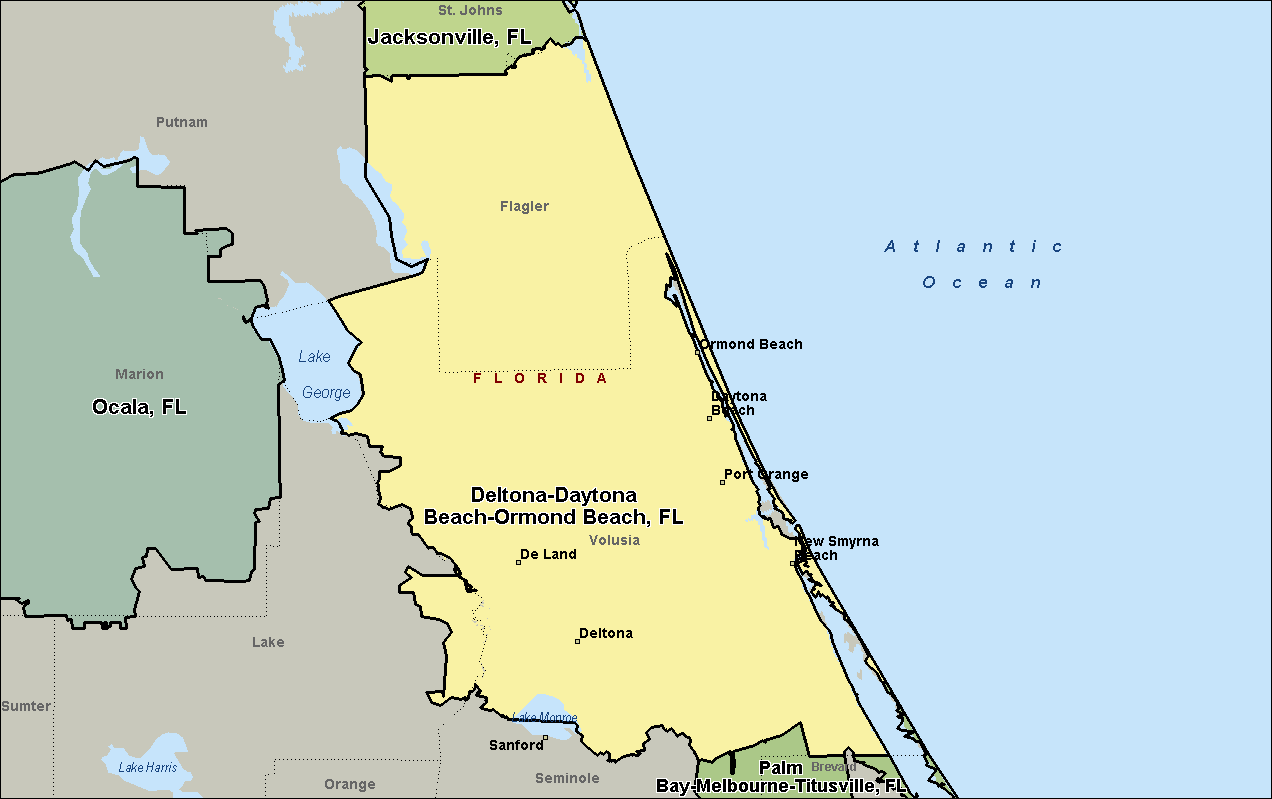 St. Johns
Jacksonville, FL
Putnam
Flagler
Atlantic
Ocean
Ormond Beach
Lake
George
FLORIDA
Marion
Ocala, FL
Daytona
Beach
Port Orange
Deltona-Daytona
Beach-Ormond Beach, FL
Volusia
New Smyrna
Beach
De Land
Deltona
Lake
Sumter
Lake Monroe
Sanford
Lake Harris
Orange
Seminole
Palm
Brevard
Bay-Melbourne-Titusville, FL